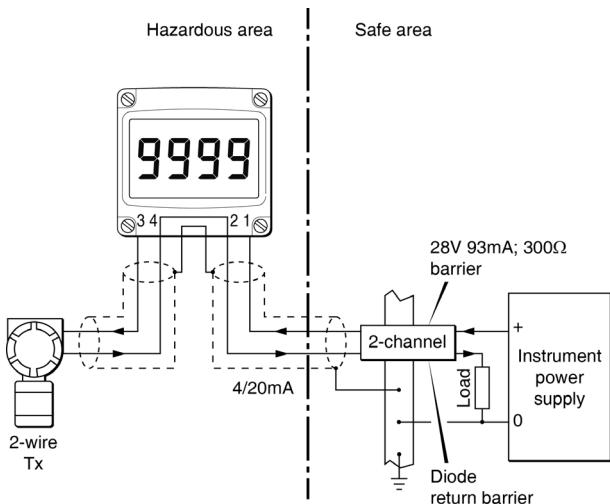 Hazardous area
Safe area
9999
3 4
2 1
28V 93mA; 300Ω
barrier
2-channel
+
Instrument
power
supply
Load
0
4/20mA
2-wire
Tx
Diode
return barrier